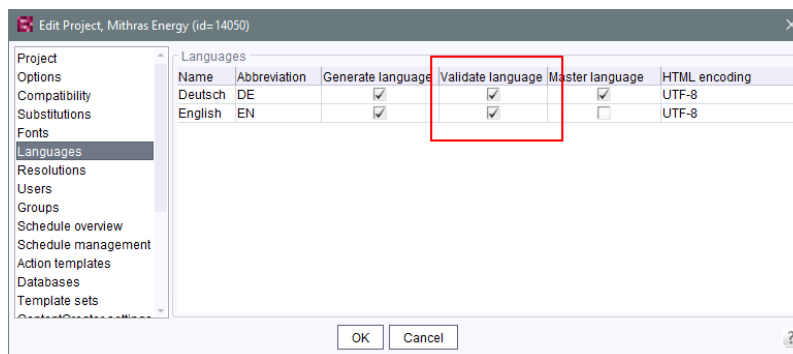 Edit Project, Mithras Energy (id=14050)
Project
Options
Compatibility
Substitutions
Fonts
Languages
Resolutions
Users
Groups
Schedule overview
Schedule management
Action templates
Databases
Template sets
Languages
Name Abbreviation Generate language Validate language Master language HTML encoding
Deutsch DE UTF-8
English EN UTF-8
OK Cancel
?